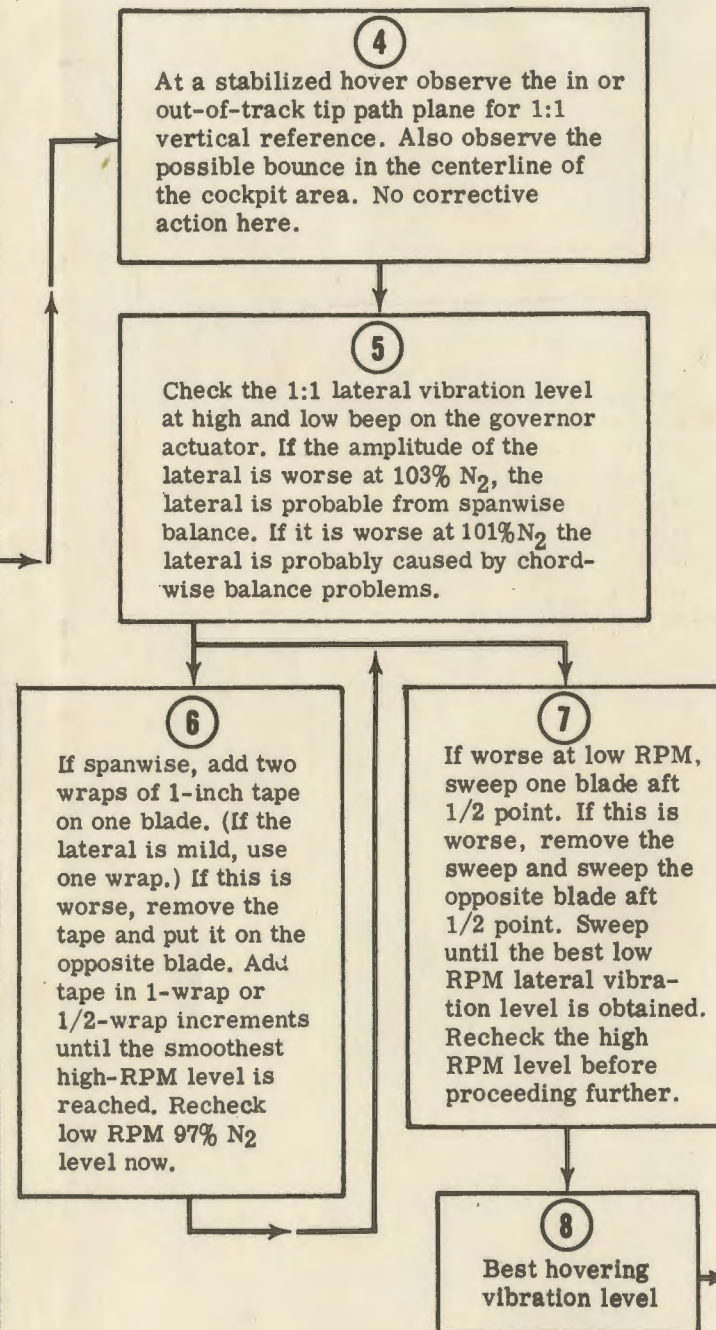 4
At a stabilized hover observe the in or
out-of-track tip path plane for 1:1
vertical reference. Also observe the
possible bounce in the centerline of
the cockpit area. No corrective
action here.
5
Check the 1:1 lateral vibration level
at high and low beep on the governor
actuator. If the amplitude of the
lateral is worse at 103% N2, the
lateral is probable from spanwise
balance. If it is worse at 101% N2 the
lateral is probably caused by chord-
wise balance problems.
6
If spanwise, add two
wraps of 1-inch tape
on one blade. (If the
lateral is mild, use
one wrap.) If this is
worse, remove the
tape and put it on the
opposite blade. Add
tape in 1-wrap or
1/2-wrap increments
until the smoothest
high-RPM level is
reached. Recheck
low RPM 97% N2
level now.
7
If worse at low RPM,
sweep one blade aft
1/2 point. If this is
worse, remove the
sweep and sweep the
opposite blade aft
1/2 point. Sweep
until the best low
RPM lateral vibra-
tion level is obtained.
Recheck the high
RPM level before
proceeding further.
8
Best hovering
vibration level